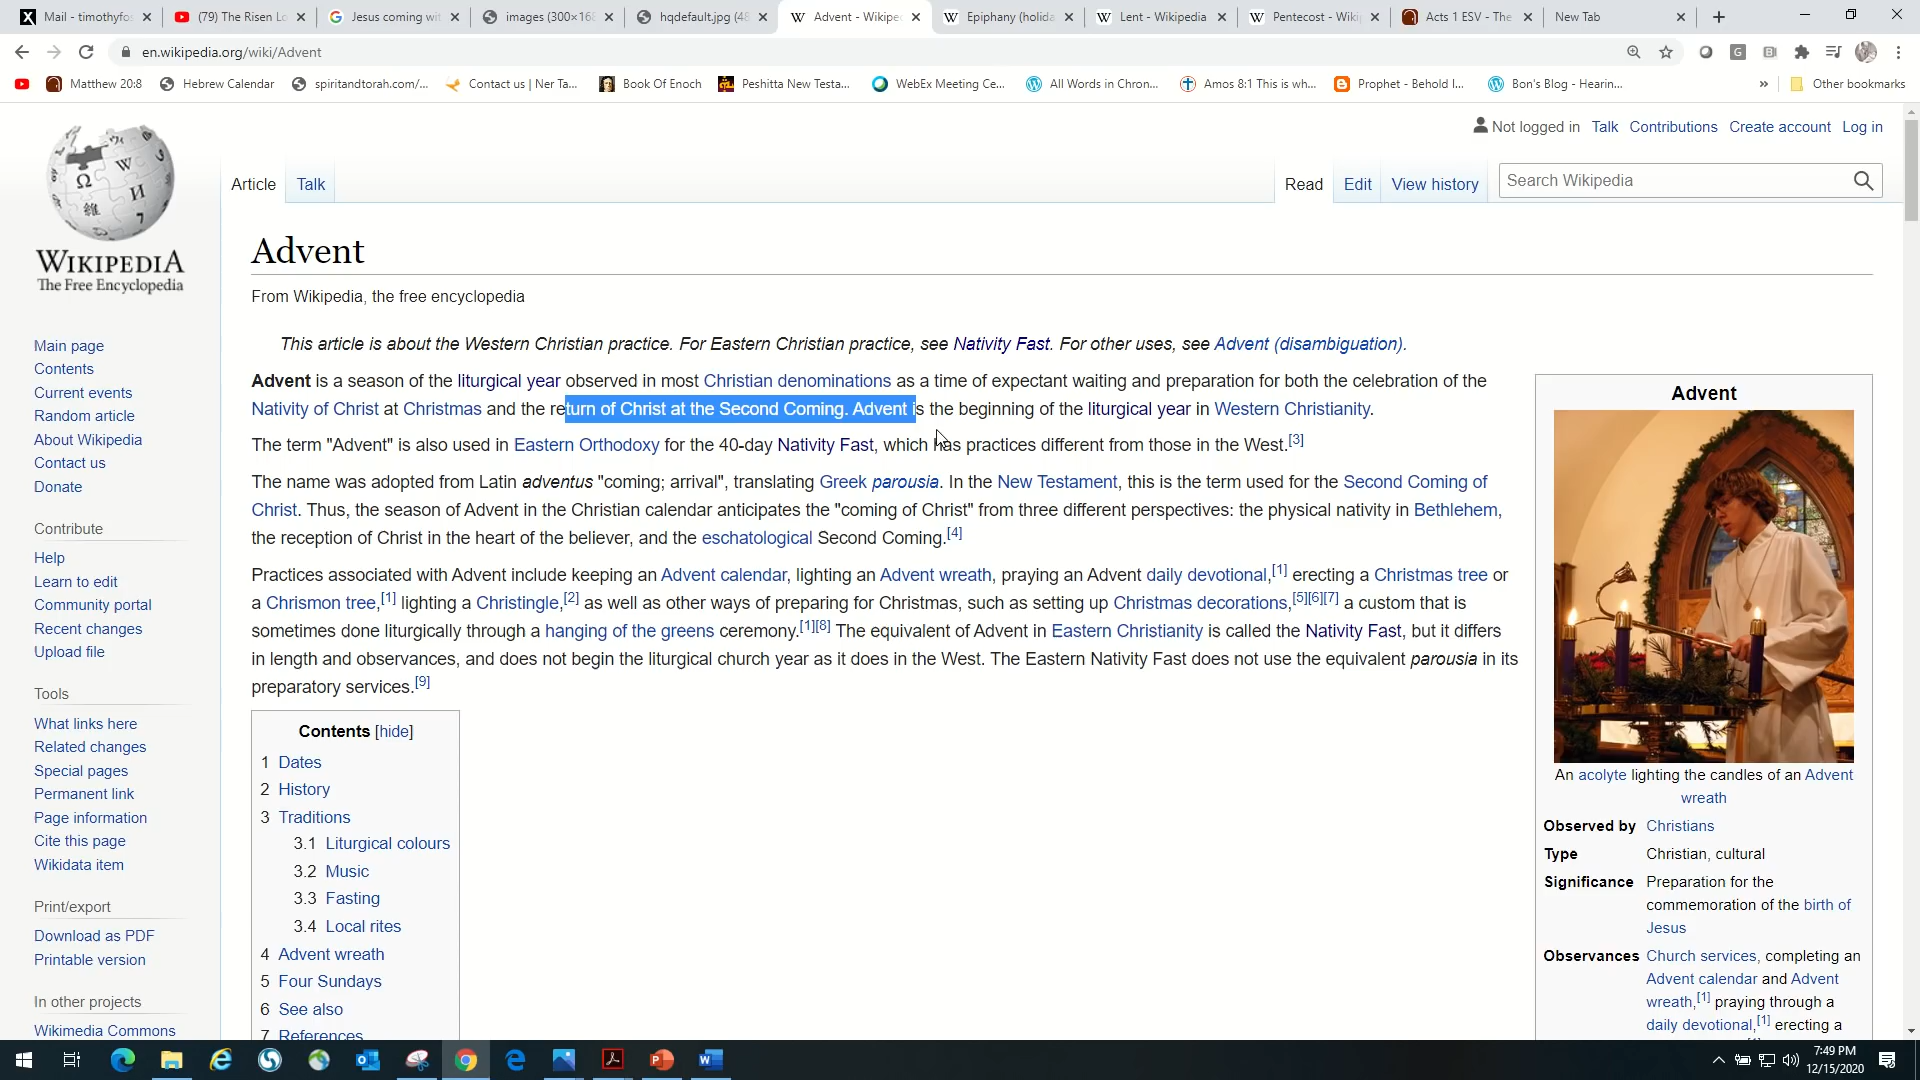 Mail - timothyfos
(79) The Risen Lo
Jesus coming wit
images (300×168
hqdefault.jpg (48
Advent - Wikipe
Epiphany (holida
Lent - Wikipedia
Pentecost - Wiki
Acts 1 ESV - The
New Tab
en.wikipedia.org/wiki/Advent
Matthew 20:8
Hebrew Calendar
spiritandtorah.com/...
Contact us | Ner Ta...
Book Of Enoch
Peshitta New Testa...
WebEx Meeting Ce...
All Words in Chron...
Amos 8:1 This is wh...
Prophet - Behold I...
Bon's Blog - Hearin...
»
Other bookmarks
Not logged in Talk Contributions Create account Log in
Article Talk
Read Edit View history Search Wikipedia
WIKIPEDIA
The Free Encyclopedia
Main page
Contents
Current events
Random article
About Wikipedia
Contact us
Donate
Contribute
Help
Learn to edit
Community portal
Recent changes
Upload file
Tools
What links here
Related changes
Special pages
Permanent link
Page information
Cite this page
Wikidata item
Print/export
Download as PDF
Printable version
In other projects
Wikimedia Commons
Advent
From Wikipedia, the free encyclopedia
This article is about the Western Christian practice. For Eastern Christian practice, see Nativity Fast. For other uses, see Advent (disambiguation).
Advent is a season of the liturgical year observed in most Christian denominations as a time of expectant waiting and preparation for both the celebration of the
Nativity of Christ at Christmas and the return of Christ at the Second Coming. Advent is the beginning of the liturgical year in Western Christianity.
The term "Advent" is also used in Eastern Orthodoxy for the 40-day Nativity Fast, which has practices different from those in the West.[3]
The name was adopted from Latin adventus "coming; arrival", translating Greek parousia. In the New Testament, this is the term used for the Second Coming of
Christ. Thus, the season of Advent in the Christian calendar anticipates the "coming of Christ" from three different perspectives: the physical nativity in Bethlehem,
the reception of Christ in the heart of the believer, and the eschatological Second Coming.[4]
Practices associated with Advent include keeping an Advent calendar, lighting an Advent wreath, praying an Advent daily devotional,[1] erecting a Christmas tree or
a Chrismon tree,[1] lighting a Christingle,[2] as well as other ways of preparing for Christmas, such as setting up Christmas decorations,[5][6][7] a custom that is
sometimes done liturgically through a hanging of the greens ceremony.[1][8] The equivalent of Advent in Eastern Christianity is called the Nativity Fast, but it differs
in length and observances, and does not begin the liturgical church year as it does in the West. The Eastern Nativity Fast does not use the equivalent parousia in its
preparatory services.[9]
Contents [hide]
1 Dates
2 History
3 Traditions
3.1 Liturgical colours
3.2 Music
3.3 Fasting
3.4 Local rites
4 Advent wreath
5 Four Sundays
6 See also
7 References
Advent
An acolyte lighting the candles of an Advent
wreath
Observed by Christians
Type Christian, cultural
Significance Preparation for the
commemoration of the birth of
Jesus
Observances Church services, completing an
Advent calendar and Advent
wreath,[1] praying through a
daily devotional,[1] erecting a
7:49 PM
12/15/2020